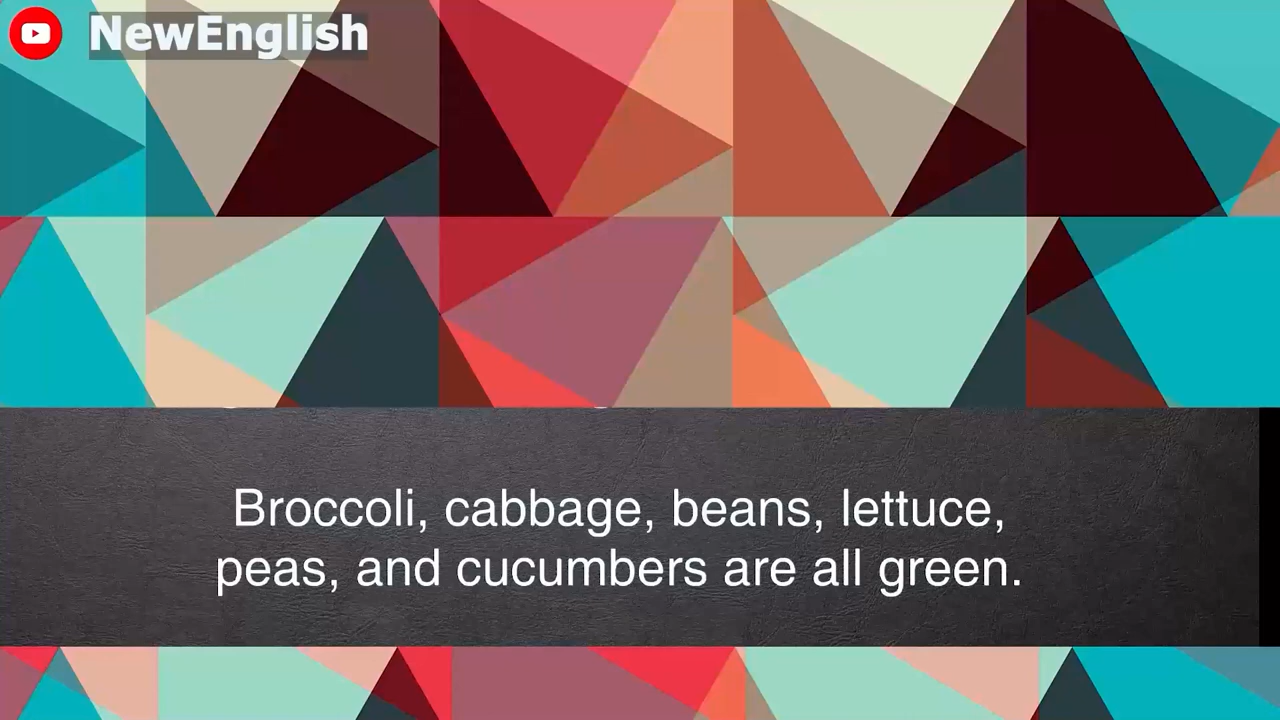 NewEnglish
Broccoli, cabbage, beans, lettuce,
peas, and cucumbers are all green.